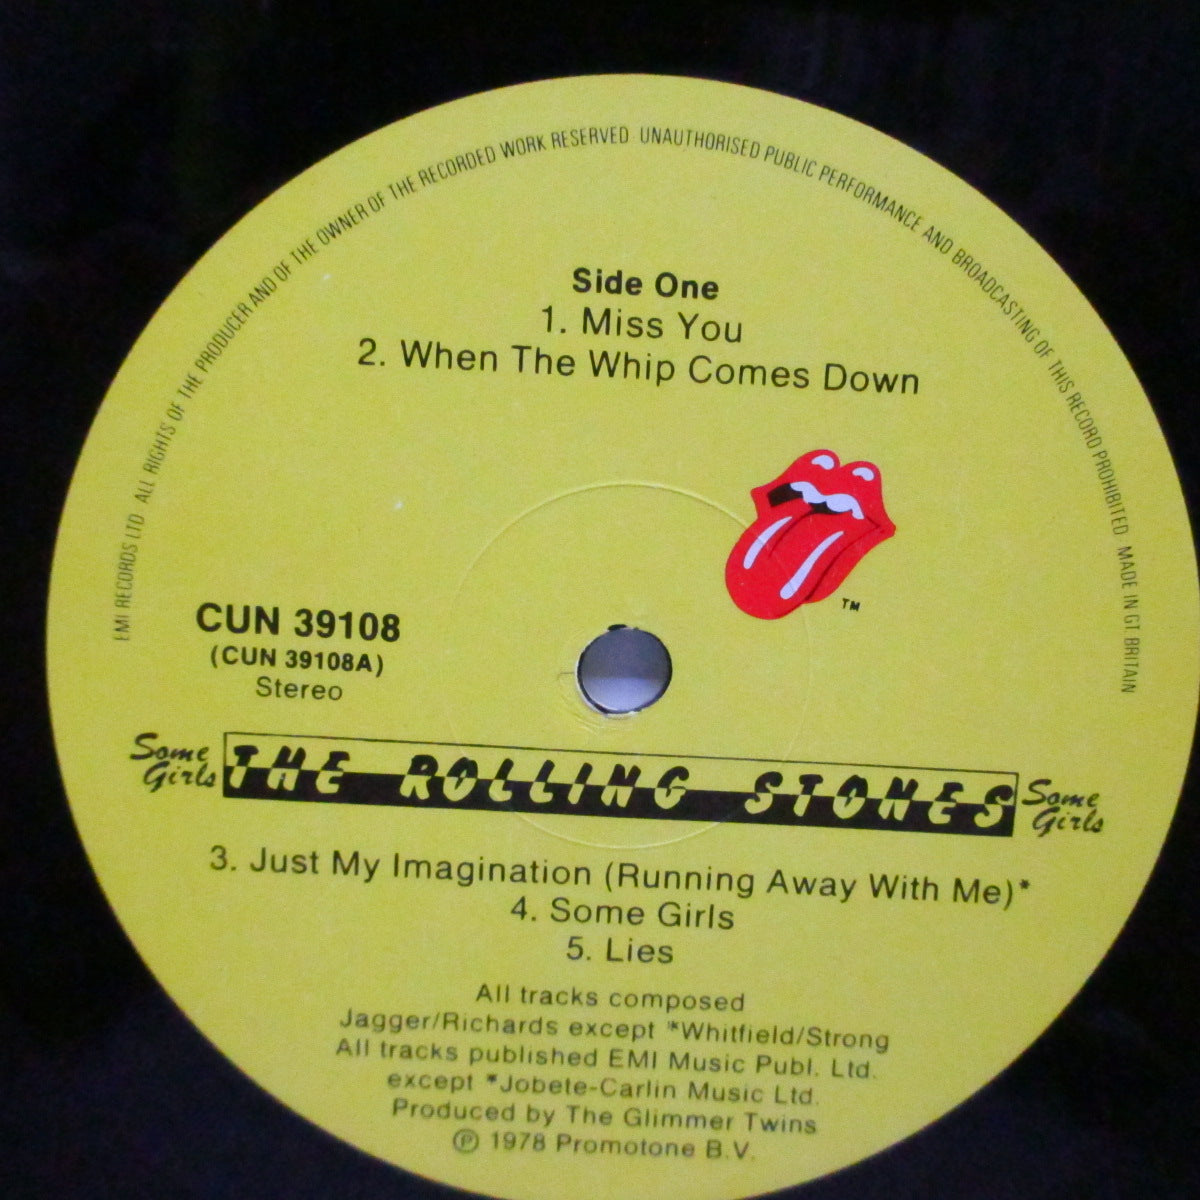 EMI RECORDS LTD ALL RIGHTS OF THE PRODUCER AND OF THE OWNER OF THE RECORDED WORK RESERVED UNAUTHORISED PUBLIC PERFORMANCE AND BROADCASTING OF THIS RECORD PROHIBITED MADE IN GT. BRITAIN
Side One
1. Miss You
2. When The Whip Comes Down
TM
CUN 39108
(CUN 39108A)
Stereo
Some Girls
THE ROLLING STONES
Some Girls
3. Just My Imagination (Running Away With Me)*
4. Some Girls
5. Lies
All tracks composed
Jagger/Richards except *Whitfield/Strong
All tracks published EMI Music Publ. Ltd.
except *Jobete-Carlin Music Ltd.
Produced by The Glimmer Twins
Ⓟ 1978 Promotone B.V.